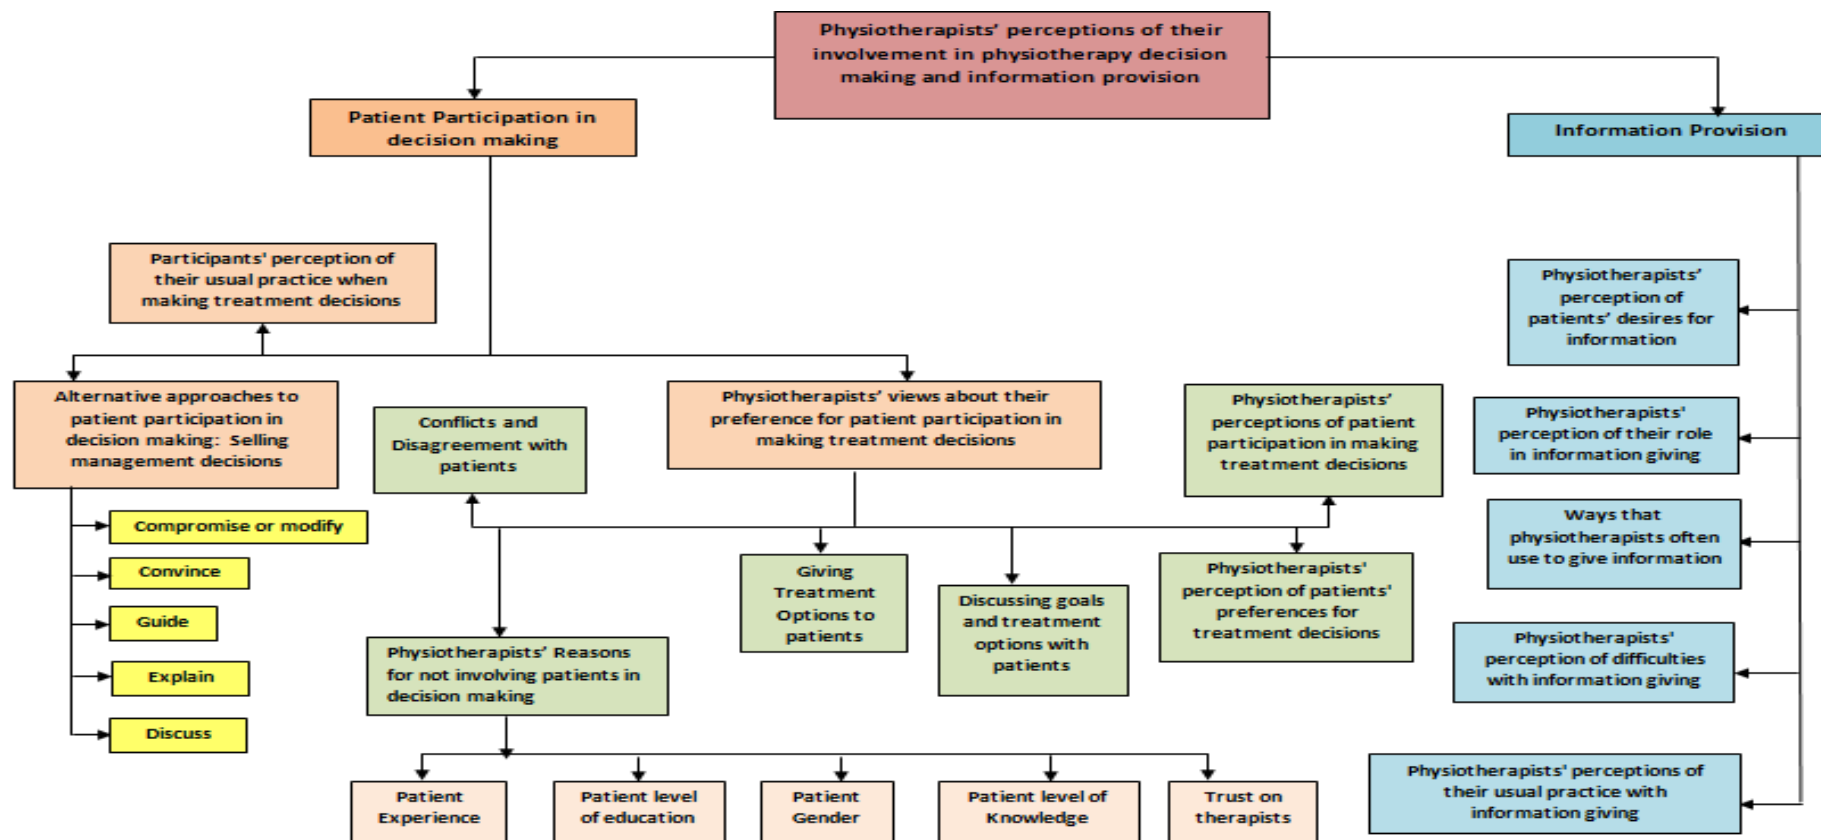 Physiotherapists' perceptions of their
involvement in physiotherapy decision
making and information provision
Patient Participation in
decision making
Information Provision
Participants' perception of
their usual practice when
making treatment decisions
Physiotherapists'
perception of
patients' desires for
information
Alternative approaches to
patient participation in
decision making: Selling
management decisions
Conflicts and
Disagreement with
patients
Physiotherapists' views about their
preference for patient participation in
making treatment decisions
Physiotherapists'
perceptions of patient
participation in making
treatment decisions
Physiotherapists'
perception of their role
in information giving
Compromise or modify
Convince
Guide
Explain
Discuss
Ways that
physiotherapists often
use to give information
Giving
Treatment
Options to
patients
Discussing goals
and treatment
options with
patients
Physiotherapists'
perception of patients'
preferences for
treatment decisions
Physiotherapists' Reasons
for not involving patients in
decision making
Physiotherapists'
perception of difficulties
with information giving
Physiotherapists' perceptions of
their usual practice with
information giving
Patient
Experience
Patient level
of education
Patient
Gender
Patient level of
Knowledge
Trust on
therapists